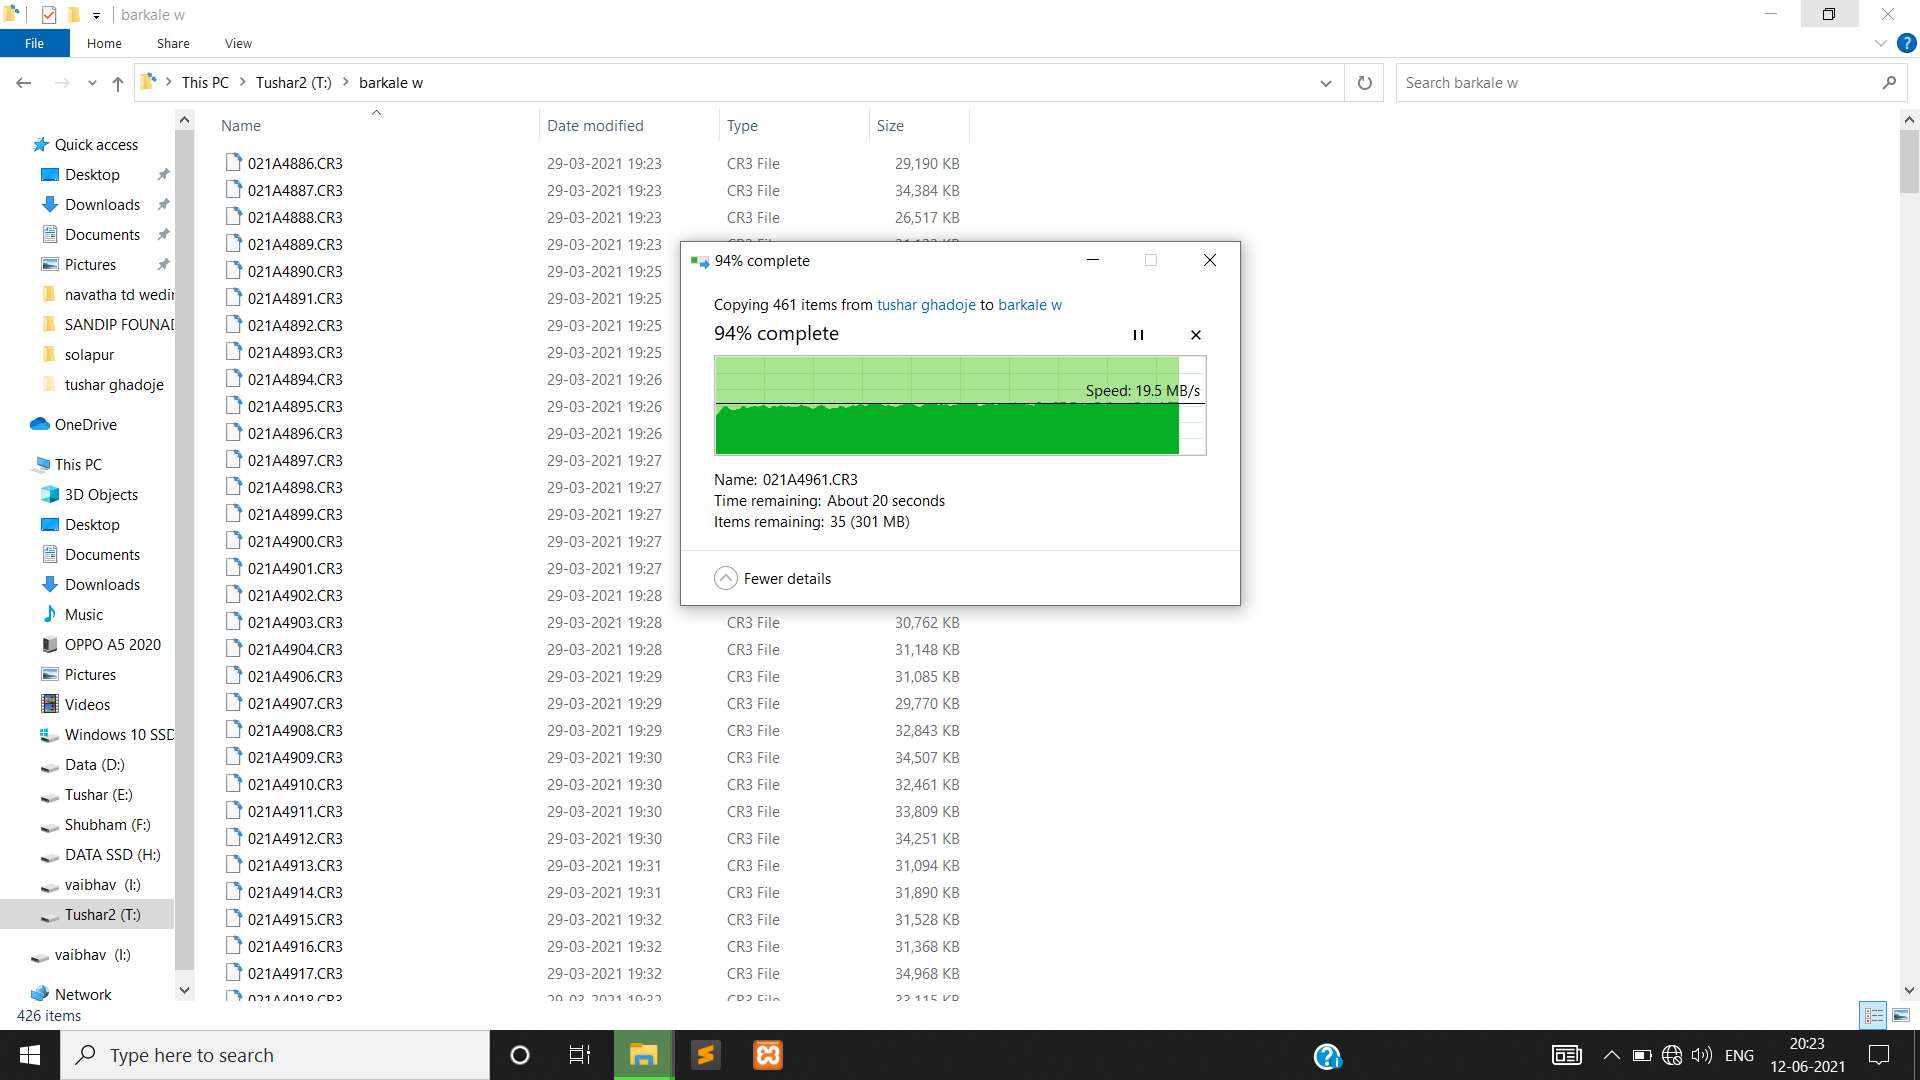 barkale w
File Home Share View
This PC Tushar2 (T:) barkale w
Search barkale w
Name Date modified Type Size
Quick access
Desktop
Downloads
Documents
Pictures
navatha td wedin
SANDIP FOUNAD
solapur
tushar ghadoje
OneDrive
This PC
3D Objects
Desktop
Documents
Downloads
Music
OPPO A5 2020
Pictures
Videos
Windows 10 SSD
Data (D:)
Tushar (E:)
Shubham (F:)
DATA SSD (H:)
vaibhav (I:)
Tushar2 (T:)
vaibhav (I:)
Network
021A4886.CR3 29-03-2021 19:23 CR3 File 29,190 KB
021A4887.CR3 29-03-2021 19:23 CR3 File 34,384 KB
021A4888.CR3 29-03-2021 19:23 CR3 File 26,517 KB
021A4889.CR3 29-03-2021 19:23
021A4890.CR3 29-03-2021 19:25
021A4891.CR3 29-03-2021 19:25
021A4892.CR3 29-03-2021 19:25
021A4893.CR3 29-03-2021 19:25
021A4894.CR3 29-03-2021 19:26
021A4895.CR3 29-03-2021 19:26
021A4896.CR3 29-03-2021 19:26
021A4897.CR3 29-03-2021 19:27
021A4898.CR3 29-03-2021 19:27
021A4899.CR3 29-03-2021 19:27
021A4900.CR3 29-03-2021 19:27
021A4901.CR3 29-03-2021 19:27
021A4902.CR3 29-03-2021 19:28
021A4903.CR3 29-03-2021 19:28 CR3 File 30,762 KB
021A4904.CR3 29-03-2021 19:28 CR3 File 31,148 KB
021A4906.CR3 29-03-2021 19:29 CR3 File 31,085 KB
021A4907.CR3 29-03-2021 19:29 CR3 File 29,770 KB
021A4908.CR3 29-03-2021 19:29 CR3 File 32,843 KB
021A4909.CR3 29-03-2021 19:30 CR3 File 34,507 KB
021A4910.CR3 29-03-2021 19:30 CR3 File 32,461 KB
021A4911.CR3 29-03-2021 19:30 CR3 File 33,809 KB
021A4912.CR3 29-03-2021 19:30 CR3 File 34,251 KB
021A4913.CR3 29-03-2021 19:31 CR3 File 31,094 KB
021A4914.CR3 29-03-2021 19:31 CR3 File 31,890 KB
021A4915.CR3 29-03-2021 19:32 CR3 File 31,528 KB
021A4916.CR3 29-03-2021 19:32 CR3 File 31,368 KB
021A4917.CR3 29-03-2021 19:32 CR3 File 34,968 KB
021A4918.CR3 29-03-2021 19:32 CR3 File 33,115 KB
94% complete
Copying 461 items from tushar ghadoje to barkale w
94% complete
Speed: 19.5 MB/s
Name: 021A4961.CR3
Time remaining: About 20 seconds
Items remaining: 35 (301 MB)
Fewer details
426 items
Type here to search
ENG
20:23
12-06-2021